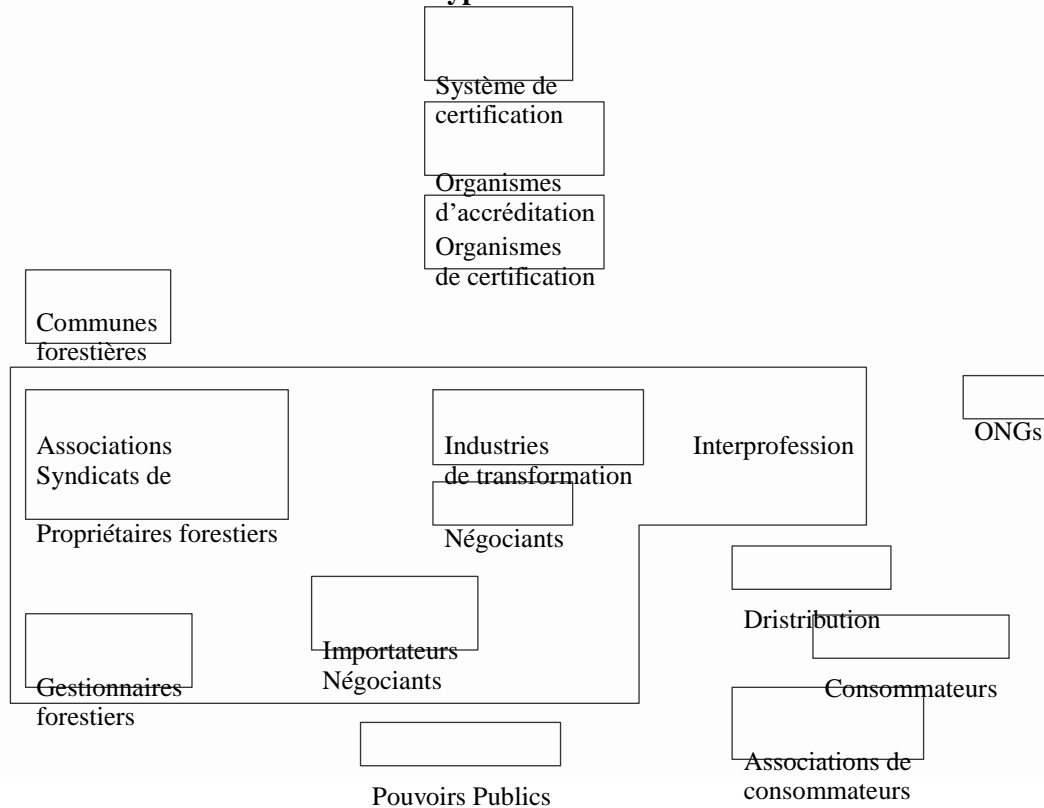 Système de
certification
Organismes
d'accréditation
Organismes
de certification
Communes
forestières
Associations
Syndicats de
Propriétaires forestiers
Industries
de transformation
Interprofession
ONGs
Négociants
Dristribution
Importateurs
Négociants
Gestionnaires
forestiers
Consommateurs
Associations de
consommateurs
Pouvoirs Publics